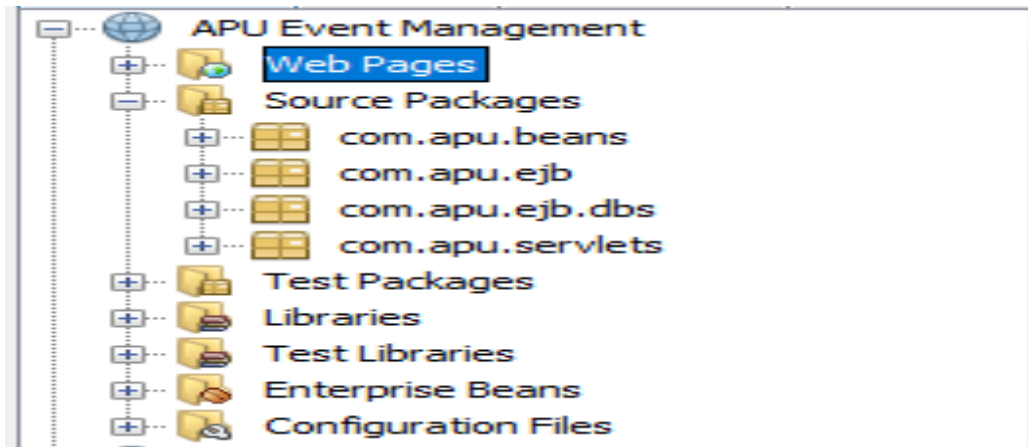 APU Event Management
Web Pages
Source Packages
com.apu.beans
com.apu.ejb
com.apu.ejb.dbs
com.apu.servlets
Test Packages
Libraries
Test Libraries
Enterprise Beans
Configuration Files